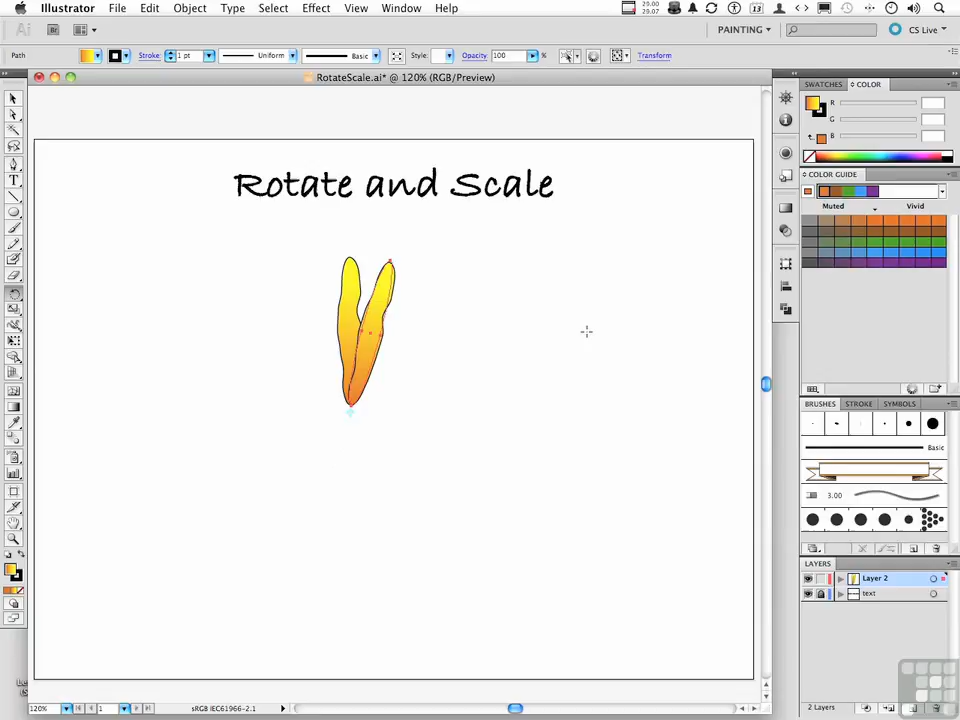 Illustrator File Edit Object Type Select Effect View Window Help
PAINTING CS Live
Path Stroke: 1 pt Uniform Basic Style: Opacity 100 % Transform
RotateScale.ai* @ 120% (RGB/Preview)
SWATCHES COLOR
R
G
B
COLOR GUIDE
Muted Vivid
Rotate and Scale
BRUSHES STROKE SYMBOLS
Basic
3.00
LAYERS
Layer 2
text
120% 1 sRGB IEC61966-2.1 2 Layers